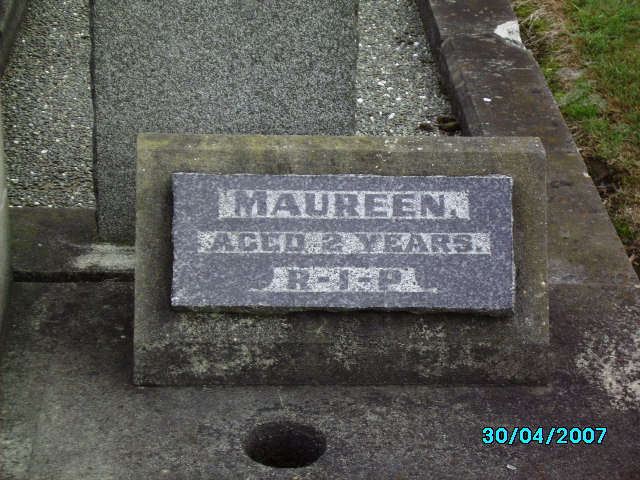 MAUREEN.
AGED 2 YEARS.
R-I-P
30/04/2007